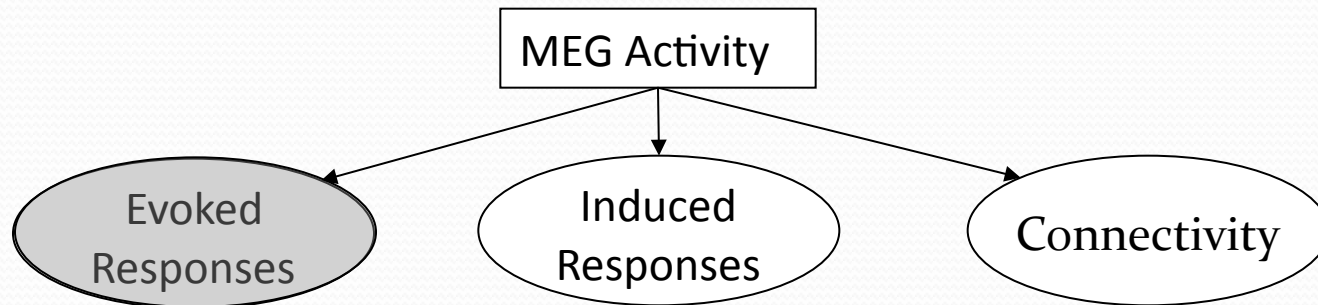 MEG Activity
Evoked
Responses
Induced
Responses
Connectivity